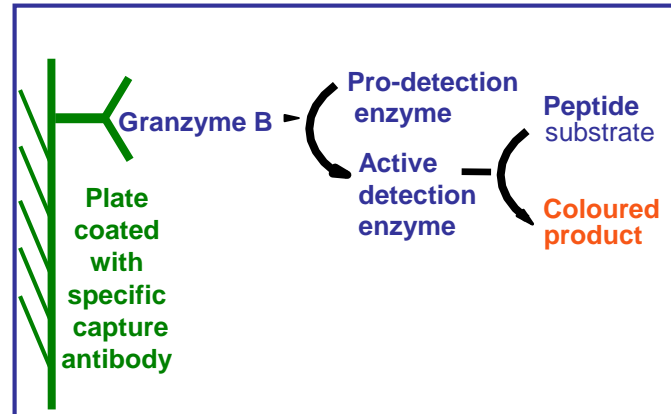 Granzyme B
Pro-detection
enzyme
Active
detection
enzyme
Peptide
substrate
Coloured
product
Plate
coated
with
specific
capture
antibody